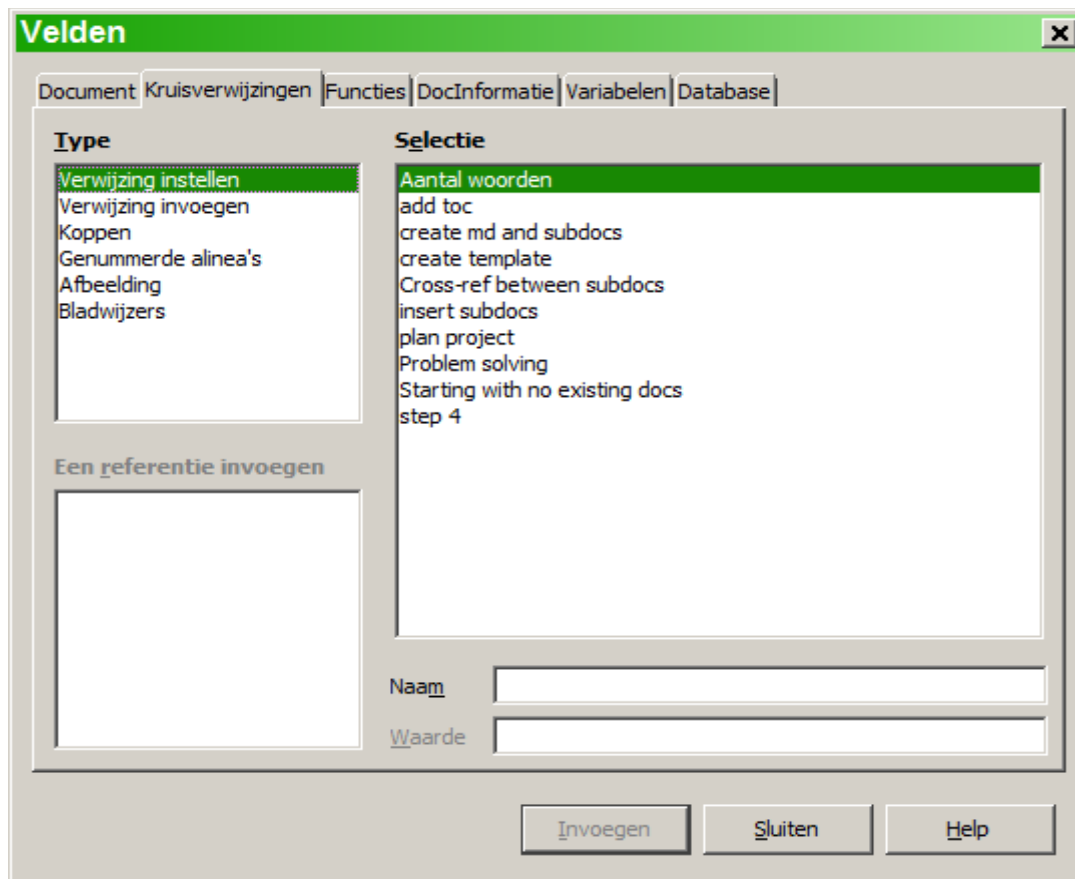 Velden
Document Kruisverwijzingen Functies DocInformatie Variabelen Database
Type
Verwijzing instellen
Verwijzing invoegen
Koppen
Genummerde alinea's
Afbeelding
Bladwijzers
Een referentie invoegen
Selectie
Aantal woorden
add toc
create md and subdocs
create template
Cross-ref between subdocs
insert subdocs
plan project
Problem solving
Starting with no existing docs
step 4
Naam
Waarde
Invoegen Sluiten Help